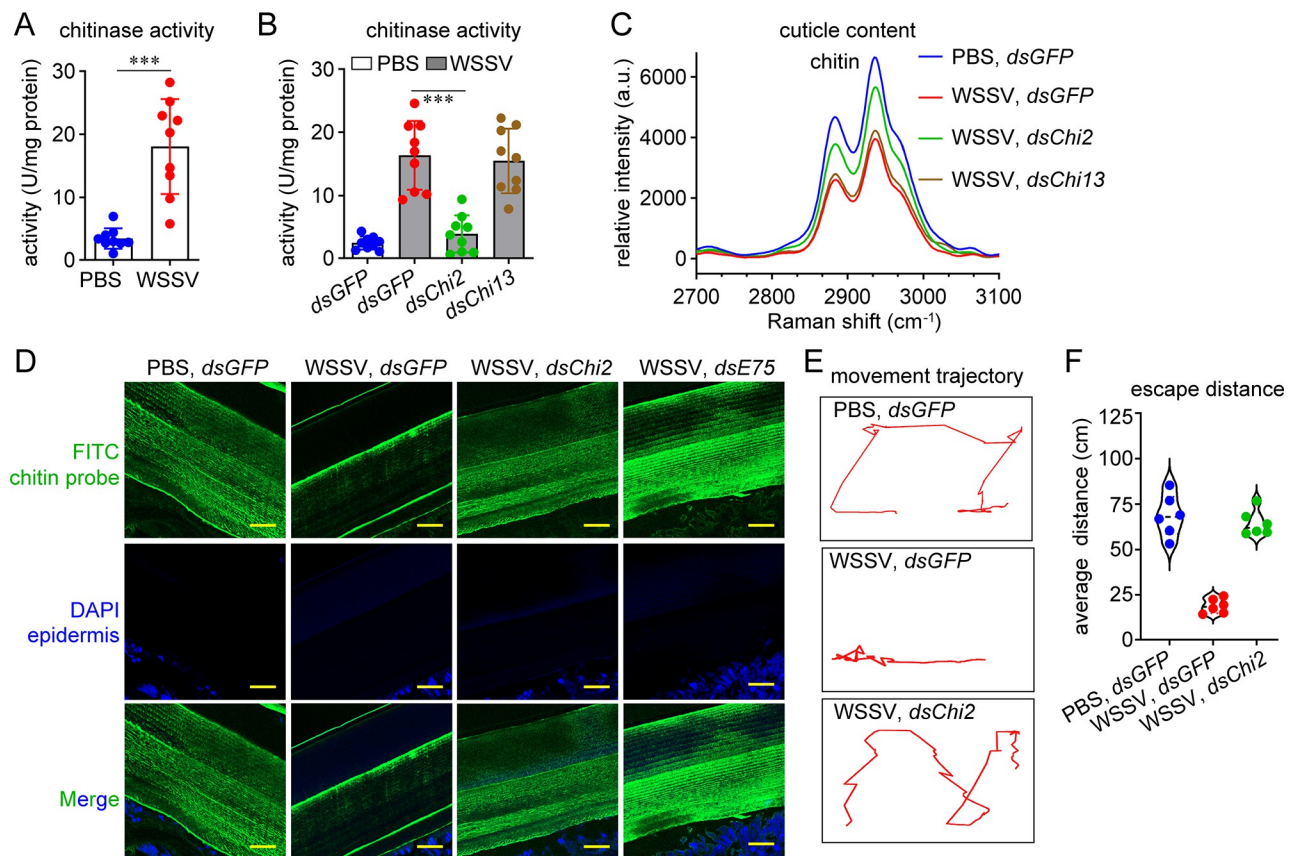 A
chitinase activity
activity (U/mg protein)
30
20
10
0
***
PBS
WSSV
B
chitinase activity
PBS
WSSV
activity (U/mg protein)
30
20
10
0
***
dsGFP
dsGFP
dsChi2
dsChi13
C
cuticle content
chitin
relative intensity (a.u.)
6000
4000
2000
0
2700
2800
2900
3000
3100
Raman shift (cm⁻¹)
PBS, dsGFP
WSSV, dsGFP
WSSV, dsChi2
WSSV, dsChi13
D
PBS, dsGFP
WSSV, dsGFP
WSSV, dsChi2
WSSV, dsE75
FITC
chitin probe
DAPI
epidermis
Merge
E
movement trajectory
PBS, dsGFP
WSSV, dsGFP
WSSV, dsChi2
F
escape distance
average distance (cm)
125
100
75
50
25
0
PBS, dsGFP
WSSV, dsGFP
WSSV, dsChi2